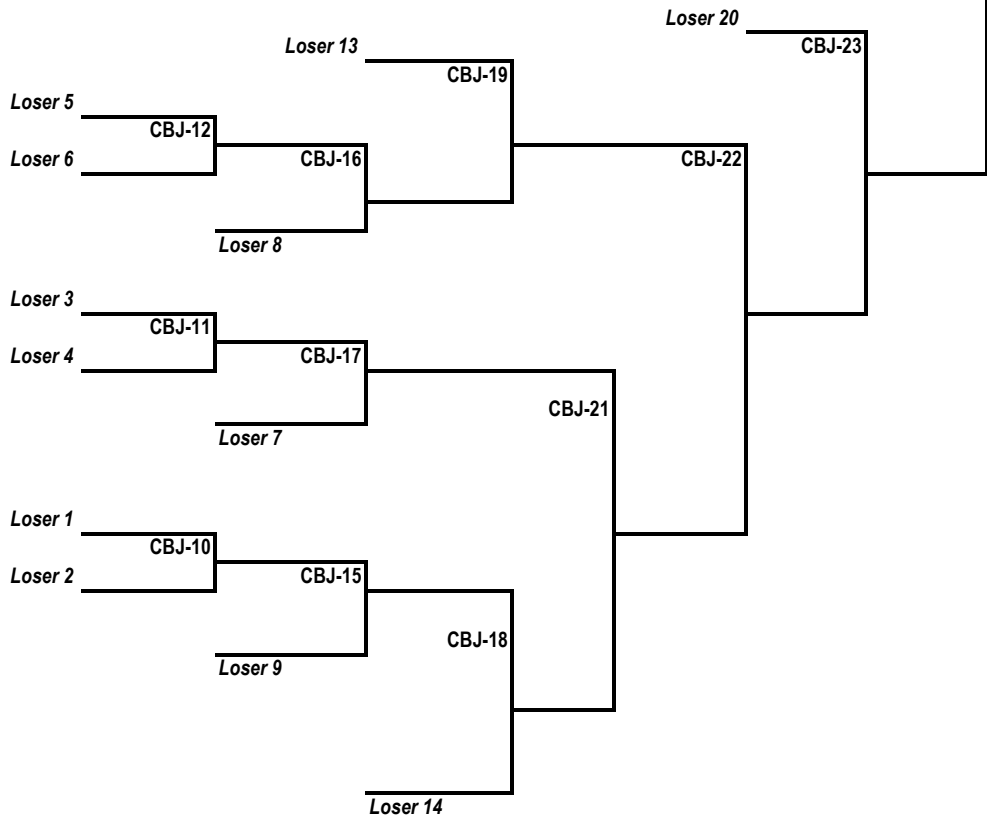 Loser 20
CBJ-23
Loser 13
CBJ-19
Loser 5
CBJ-12
Loser 6
CBJ-16
CBJ-22
Loser 8
Loser 3
CBJ-11
Loser 4
CBJ-17
CBJ-21
Loser 7
Loser 1
CBJ-10
Loser 2
CBJ-15
CBJ-18
Loser 9
Loser 14